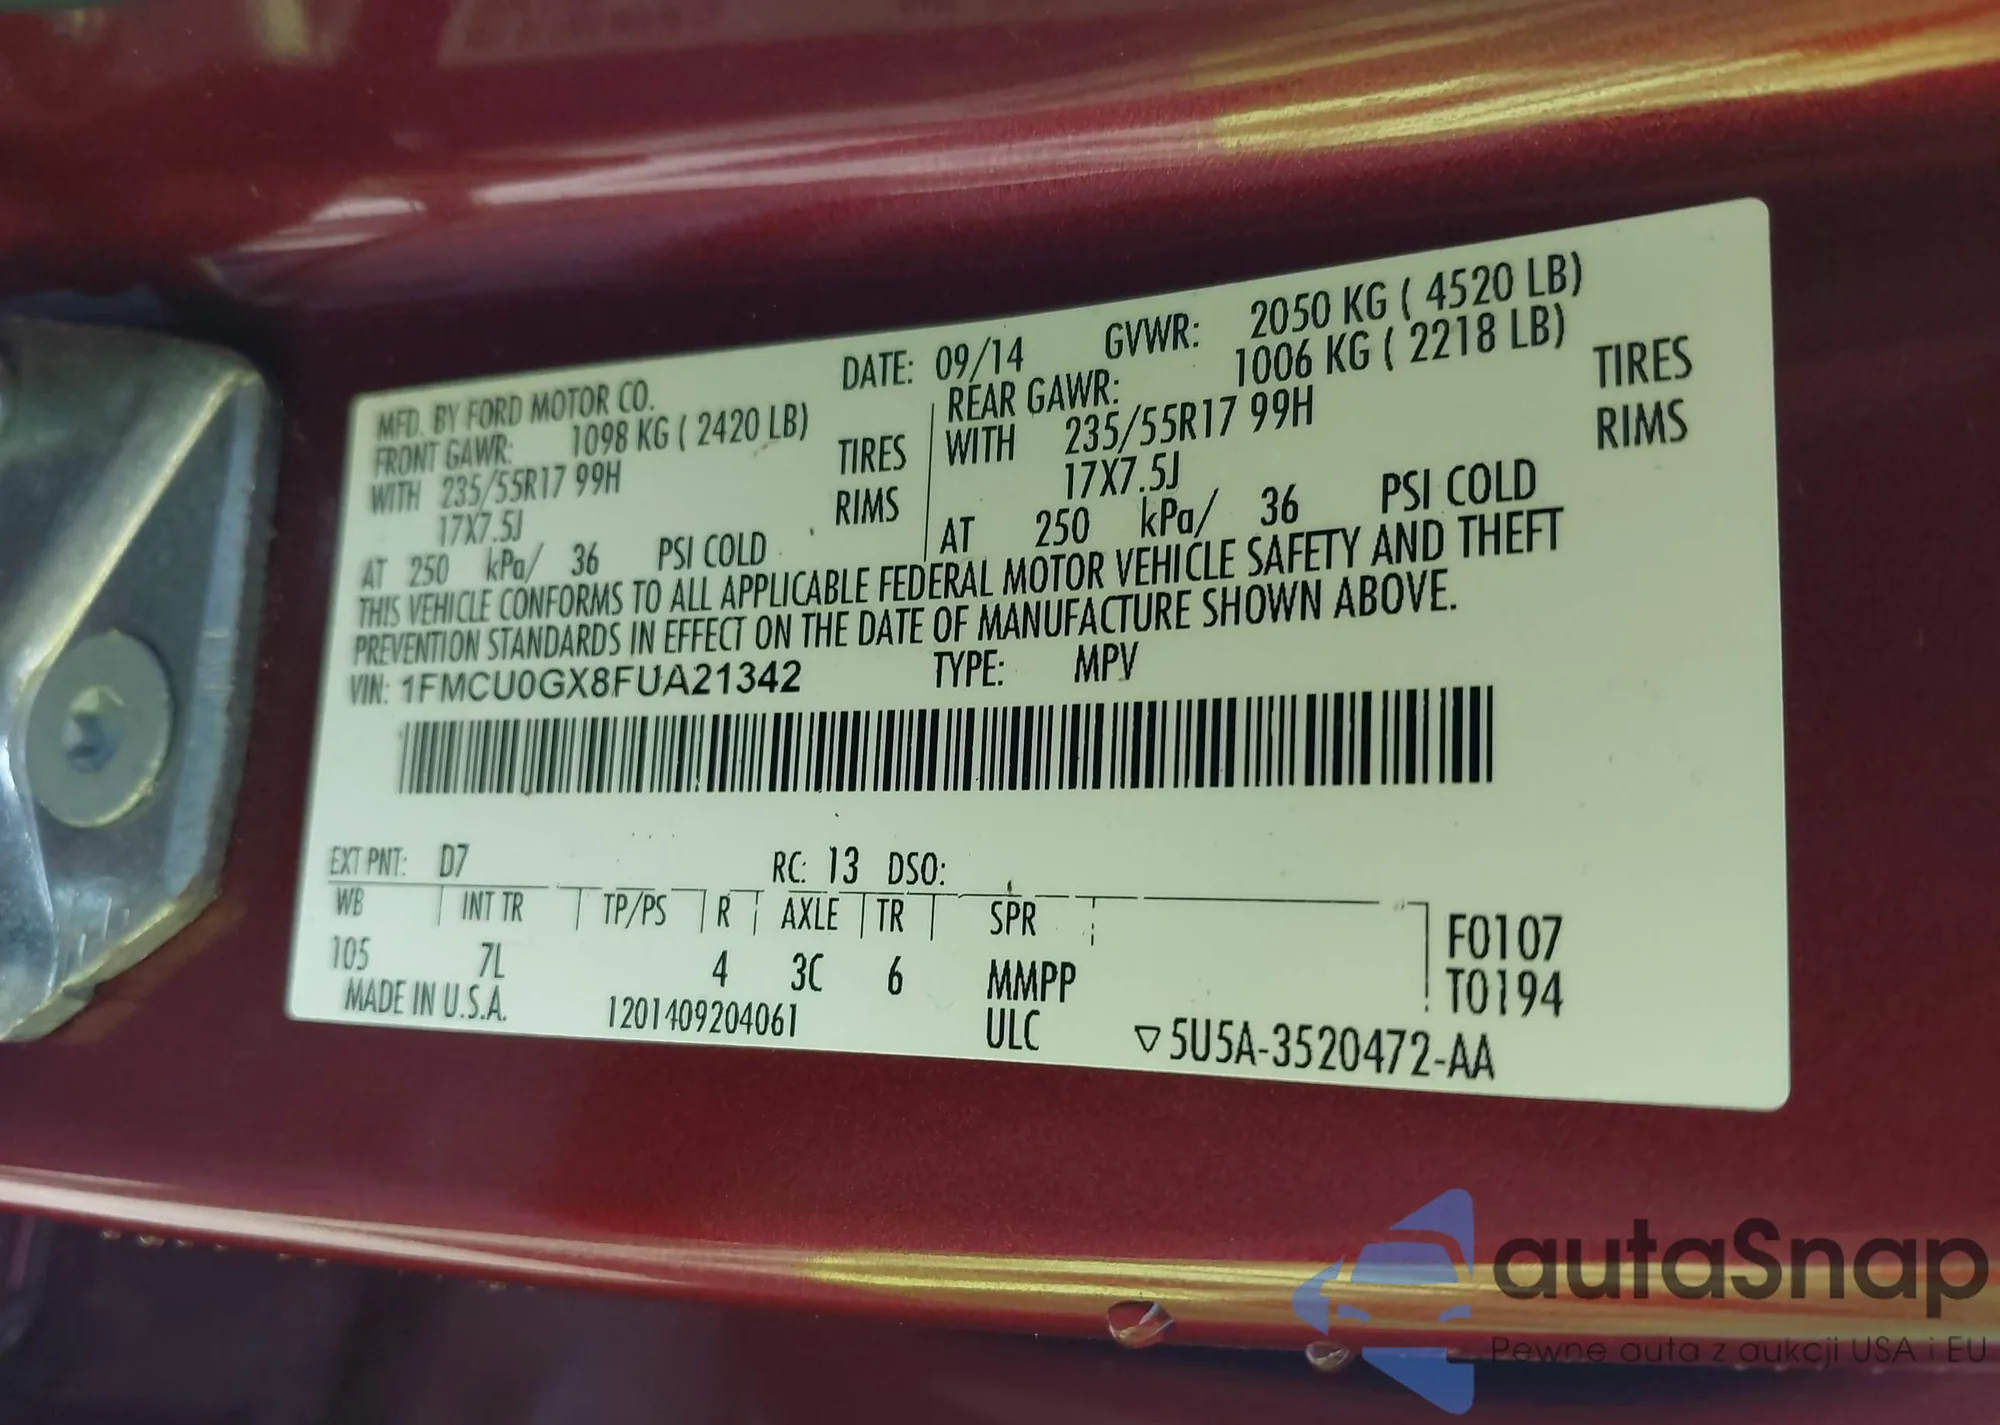 MFD. BY FORD MOTOR CO. DATE: 09/14 GVWR: 2050 KG ( 4520 LB)
FRONT GAWR: 1098 KG ( 2420 LB)
WITH 235/55R17 99H TIRES
17X7.5J RIMS
AT 250 kPa/ 36 PSI COLD
REAR GAWR: 1006 KG ( 2218 LB)
WITH 235/55R17 99H TIRES
17X7.5J RIMS
AT 250 kPa/ 36 PSI COLD
THIS VEHICLE CONFORMS TO ALL APPLICABLE FEDERAL MOTOR VEHICLE SAFETY AND THEFT
PREVENTION STANDARDS IN EFFECT ON THE DATE OF MANUFACTURE SHOWN ABOVE.
VIN: 1FMCU0GX8FUA21342 TYPE: MPV
EXT PNT: D7 RC: 13 DSO:
WB INT TR TP/PS R AXLE TR SPR F0107
105 7L 4 3C 6 MMPP T0194
MADE IN U.S.A. 1201409204061 ULC ▽5U5A-3520472-AA
autaSnap
Pewne auta z aukcji USA i EU